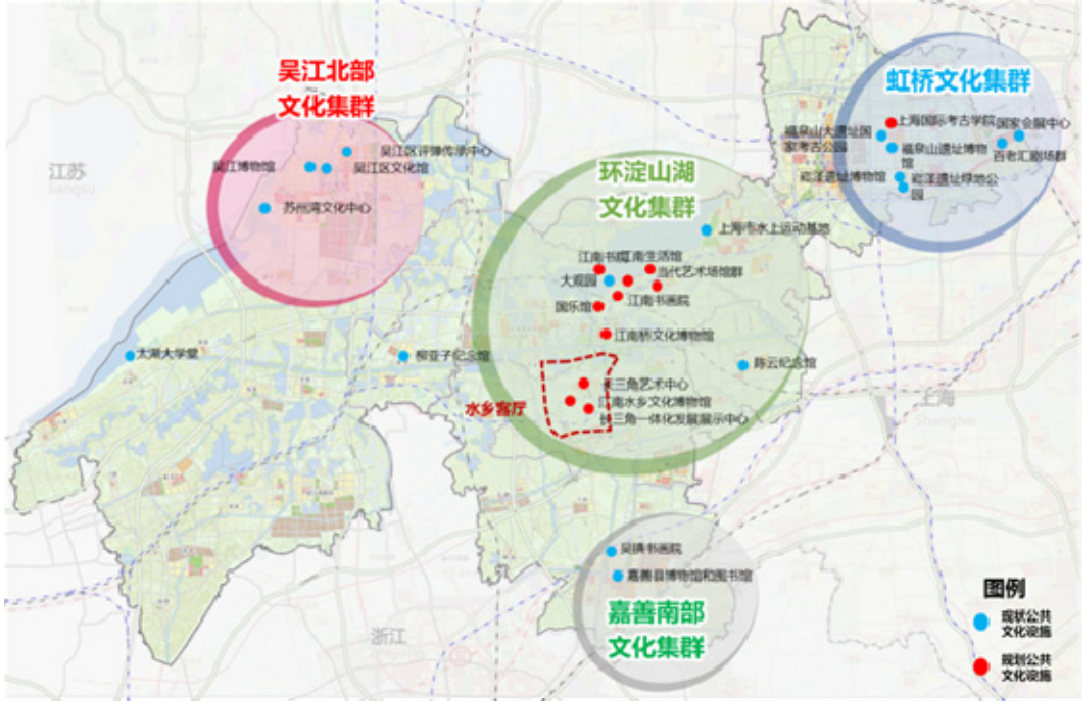 吴江北部
文化集群
吴江区评弹传承中心
吴江博物馆
吴江区文化馆
苏州湾文化中心
江苏
Jiangsu
虹桥文化集群
上海国际考古学院
国家会展中心
福泉山大遗址国
家考古公园
福泉山遗址博物
馆
百老汇剧场群
崧泽遗址博物馆
崧泽遗址绿地公
园
环淀山湖
文化集群
上海市水上运动基地
江南书院
江南生活馆
当代艺术场馆群
大观园
江南书画院
国乐馆
江南桥文化博物馆
太湖大学堂
柳亚子纪念馆
陈云纪念馆
长三角艺术中心
水乡客厅
江南水乡文化博物馆
长三角一体化发展展示中心
上海
Shanghai
吴镇书画院
嘉善县博物馆和图书馆
嘉善南部
文化集群
浙江
图例
现状公共
文化设施
规划公共
文化设施